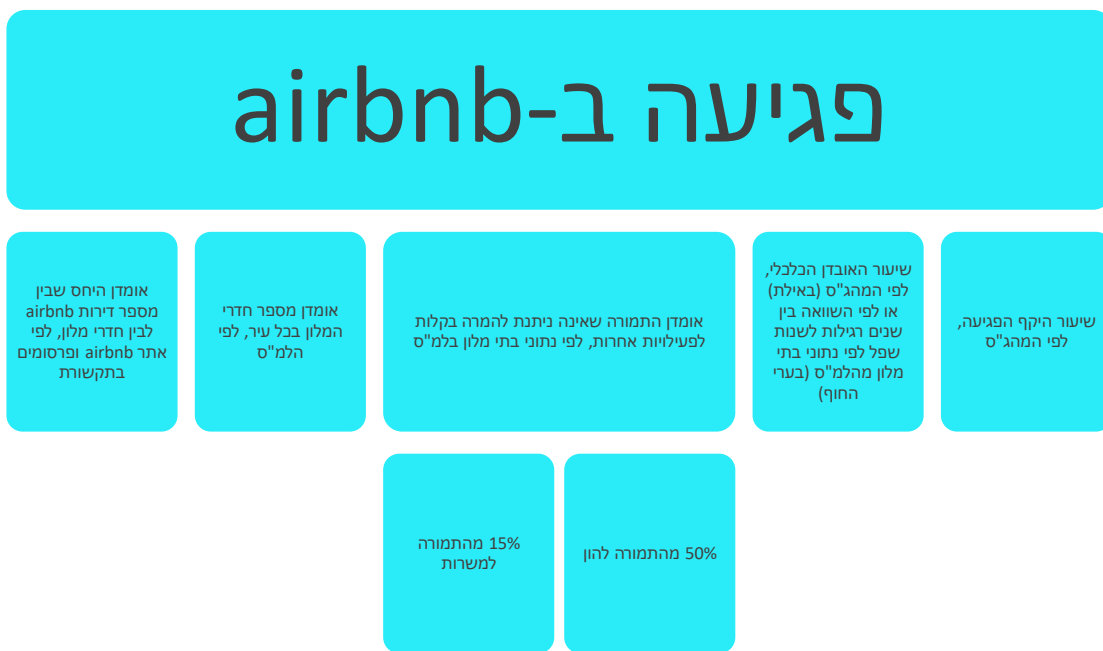 פגיעה ב-airbnb
שיעור היקף הפגיעה,
לפי המהג"ס
שיעור האובדן הכלכלי,
לפי המהג"ס (באילת)
או לפי השוואה בין
שנים רגילות לשנות
שפל לפי נתוני בתי
מלון מהלמ"ס (בערי
החוף)
אומדן התמורה שאינה ניתנת להמרה בקלות
לפעילויות אחרות, לפי נתוני בתי מלון בלמ"ס
אומדן מספר חדרי
המלון בכל עיר, לפי
הלמ"ס
אומדן היחס שבין
מספר דירות airbnb
לבין חדרי מלון, לפי
אתר airbnb ופרסומים
בתקשורת
50% מהתמורה להון
15% מהתמורה
למשרות